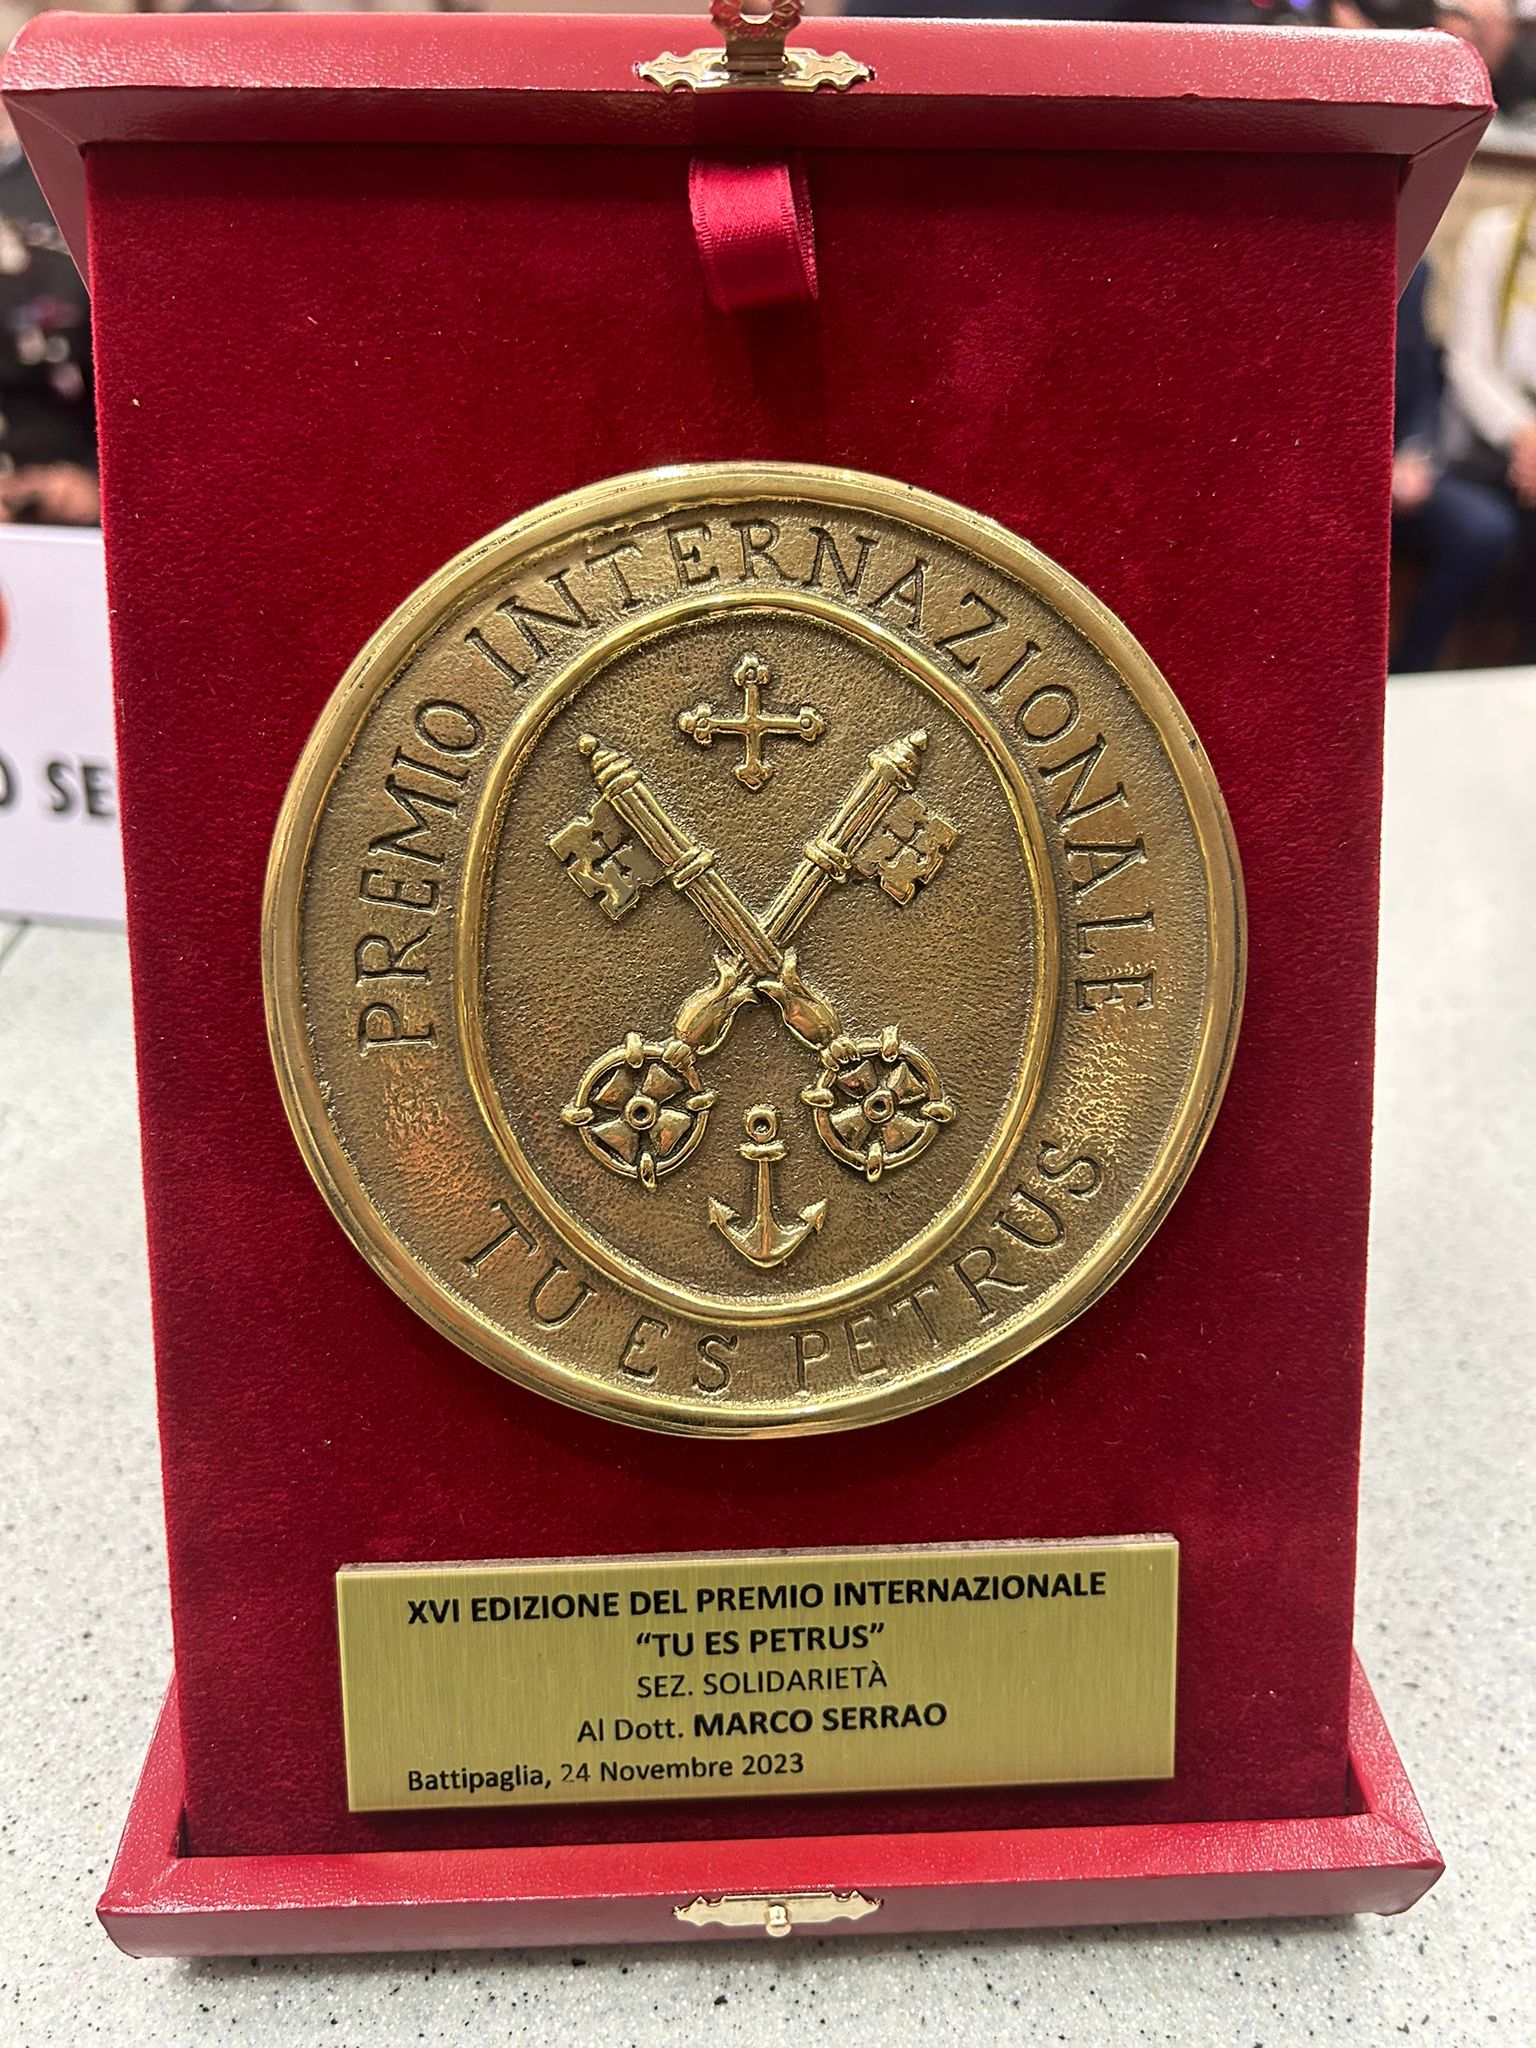 PREMIO INTERNAZIONALE
TU ES PETRUS
O SE
XVI EDIZIONE DEL PREMIO INTERNAZIONALE
“TU ES PETRUS”
SEZ. SOLIDARIETÀ
Al Dott. MARCO SERRAO
Battipaglia, 24 Novembre 2023